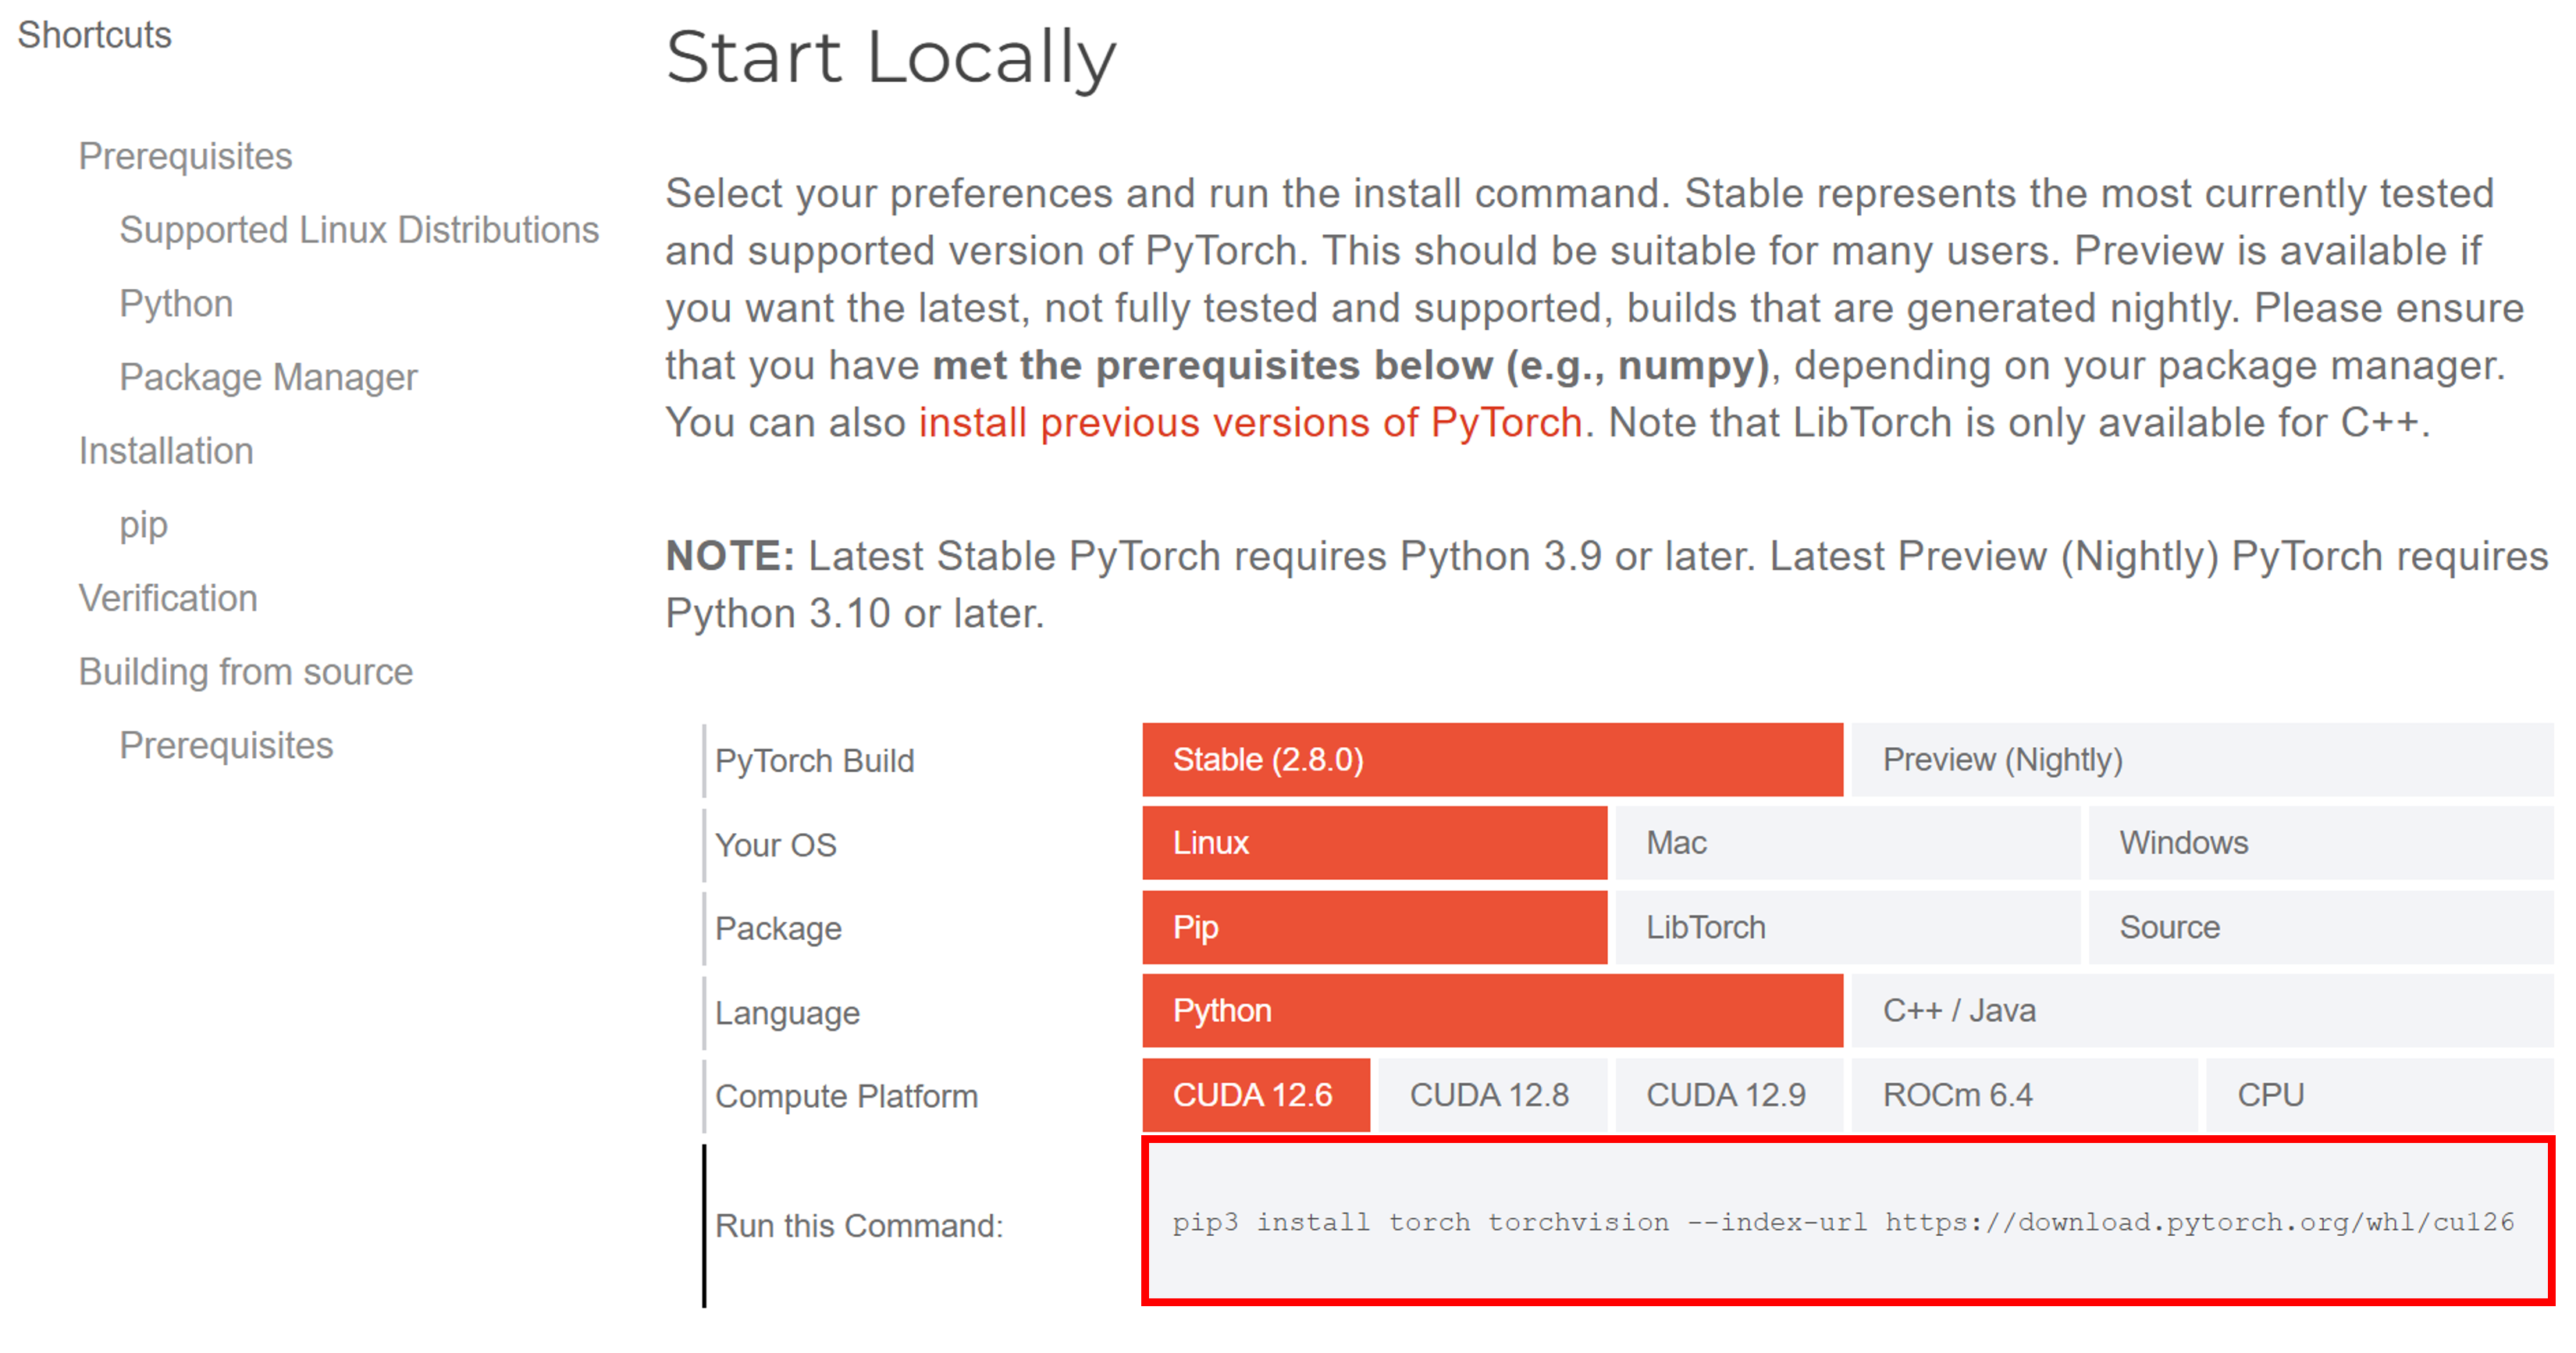 Shortcuts
Prerequisites
Supported Linux Distributions
Python
Package Manager
Installation
pip
Verification
Building from source
Prerequisites
Start Locally
Select your preferences and run the install command. Stable represents the most currently tested
and supported version of PyTorch. This should be suitable for many users. Preview is available if
you want the latest, not fully tested and supported, builds that are generated nightly. Please ensure
that you have met the prerequisites below (e.g., numpy), depending on your package manager.
You can also install previous versions of PyTorch. Note that LibTorch is only available for C++.
NOTE: Latest Stable PyTorch requires Python 3.9 or later. Latest Preview (Nightly) PyTorch requires
Python 3.10 or later.
PyTorch Build Stable (2.8.0) Preview (Nightly)
Your OS Linux Mac Windows
Package Pip LibTorch Source
Language Python C++ / Java
Compute Platform CUDA 12.6 CUDA 12.8 CUDA 12.9 ROCm 6.4 CPU
Run this Command: pip3 install torch torchvision --index-url https://download.pytorch.org/whl/cu126